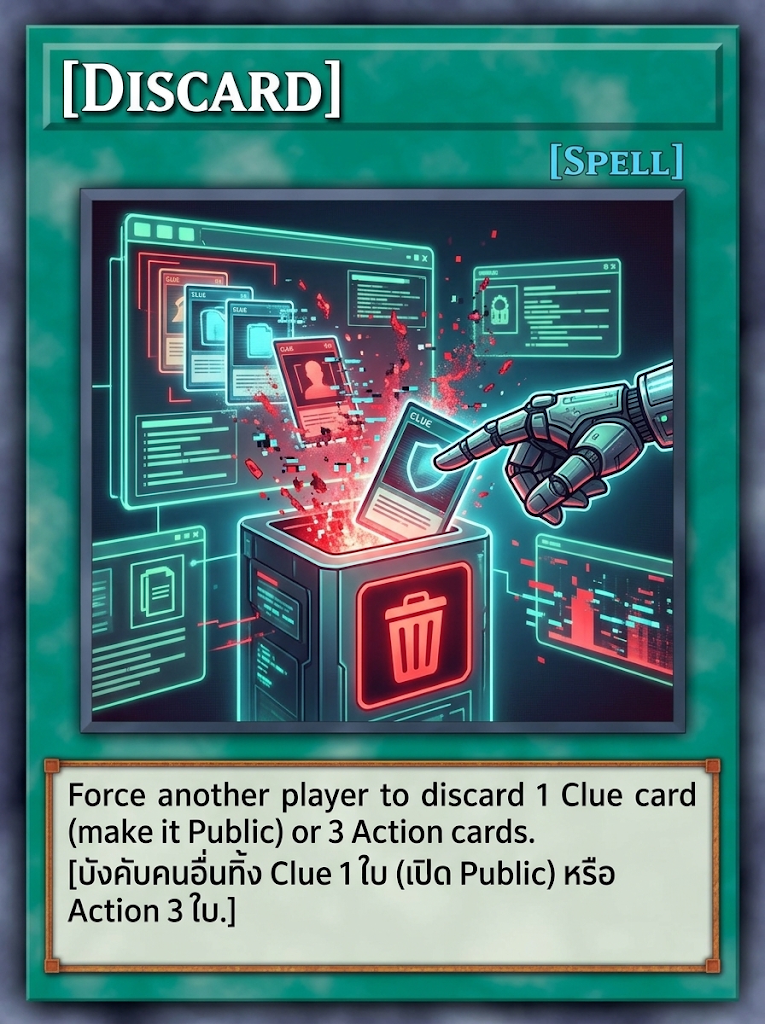 [DISCARD]
[SPELL]
CLUE
CLUE
CLUE
CLUE
Force another player to discard 1 Clue card
(make it Public) or 3 Action cards.
[บังคับคนอื่นทิ้ง Clue 1 ใบ (เปิด Public) หรือ
Action 3 ใบ.]